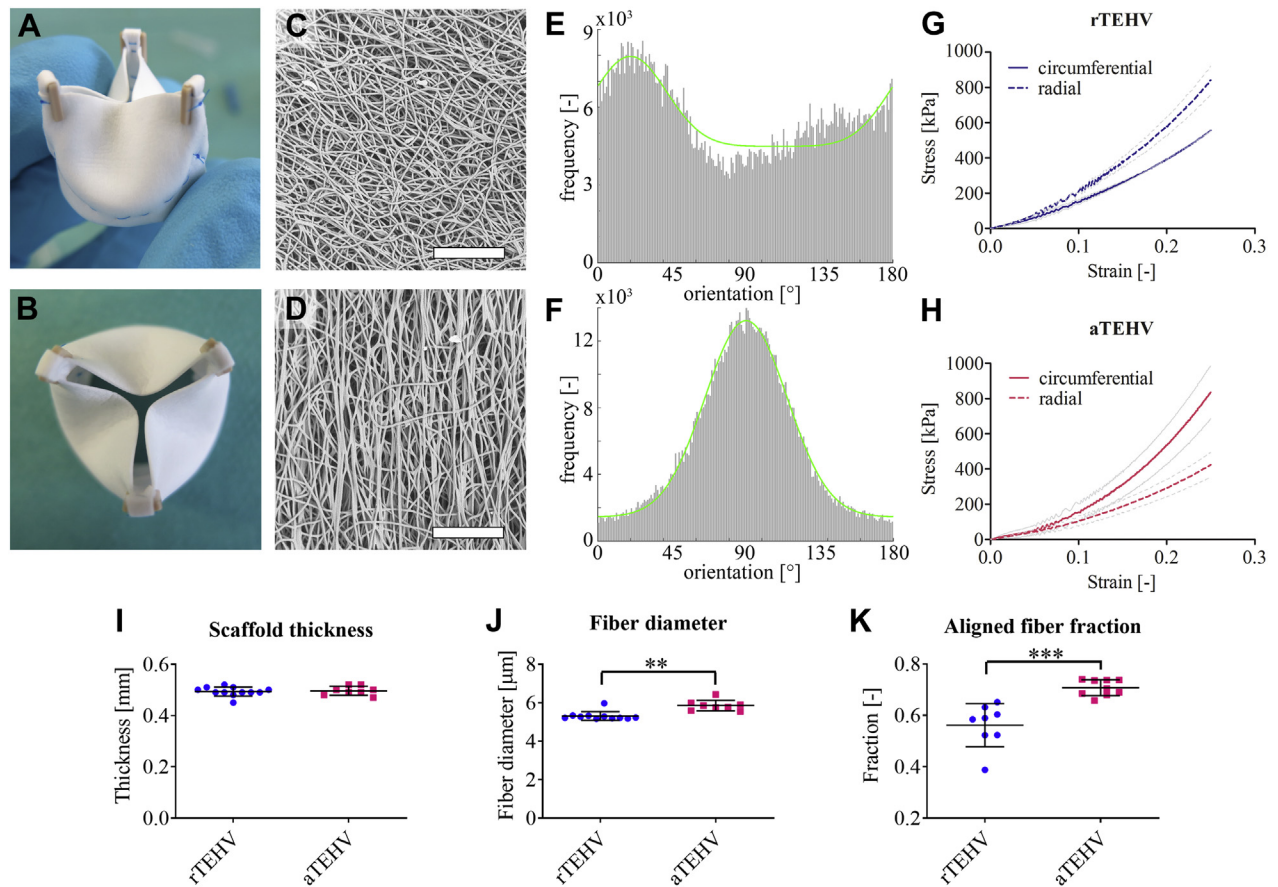 A
B
C
D
E
x10³
9
6
3
0
frequency [-]
0 45 90 135 180
orientation [°]
F
x10³
12
8
4
0
frequency [-]
0 45 90 135 180
orientation [°]
G
rTEHV
circumferential
radial
1000
800
600
400
200
0
Stress [kPa]
0.0 0.1 0.2 0.3
Strain [-]
H
aTEHV
circumferential
radial
1000
800
600
400
200
0
Stress [kPa]
0.0 0.1 0.2 0.3
Strain [-]
I
Scaffold thickness
Thickness [mm]
0.6
0.4
0.2
0.0
rTEHV
aTEHV
J
Fiber diameter
**
Fiber diameter [µm]
8
6
4
2
0
rTEHV
aTEHV
K
Aligned fiber fraction
***
Fraction [-]
0.8
0.6
0.4
0.2
rTEHV
aTEHV